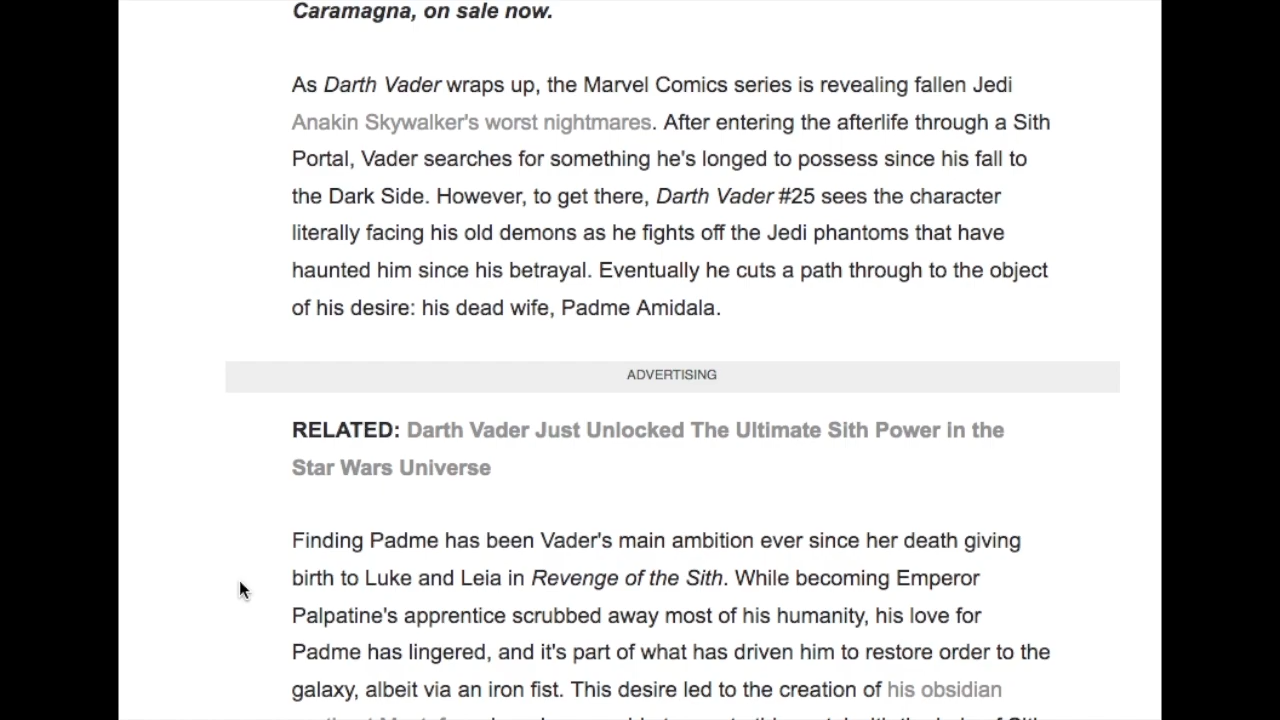 Caramagna, on sale now.
As Darth Vader wraps up, the Marvel Comics series is revealing fallen Jedi
Anakin Skywalker's worst nightmares. After entering the afterlife through a Sith
Portal, Vader searches for something he's longed to possess since his fall to
the Dark Side. However, to get there, Darth Vader #25 sees the character
literally facing his old demons as he fights off the Jedi phantoms that have
haunted him since his betrayal. Eventually he cuts a path through to the object
of his desire: his dead wife, Padme Amidala.
ADVERTISING
RELATED: Darth Vader Just Unlocked The Ultimate Sith Power in the
Star Wars Universe
Finding Padme has been Vader's main ambition ever since her death giving
birth to Luke and Leia in Revenge of the Sith. While becoming Emperor
Palpatine's apprentice scrubbed away most of his humanity, his love for
Padme has lingered, and it's part of what has driven him to restore order to the
galaxy, albeit via an iron fist. This desire led to the creation of his obsidian